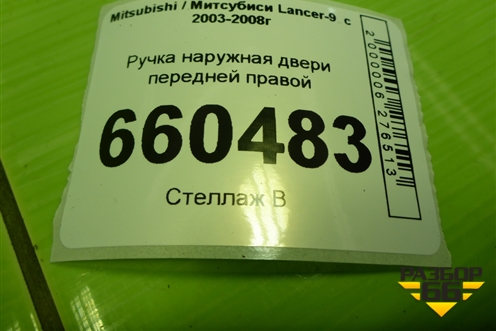 Mitsubishi / Митсубиси Lancer-9 с
2003-2008г
Ручка наружная двери
передней правой
660483
Стеллаж В
2000006276513
РАЗБОР
66